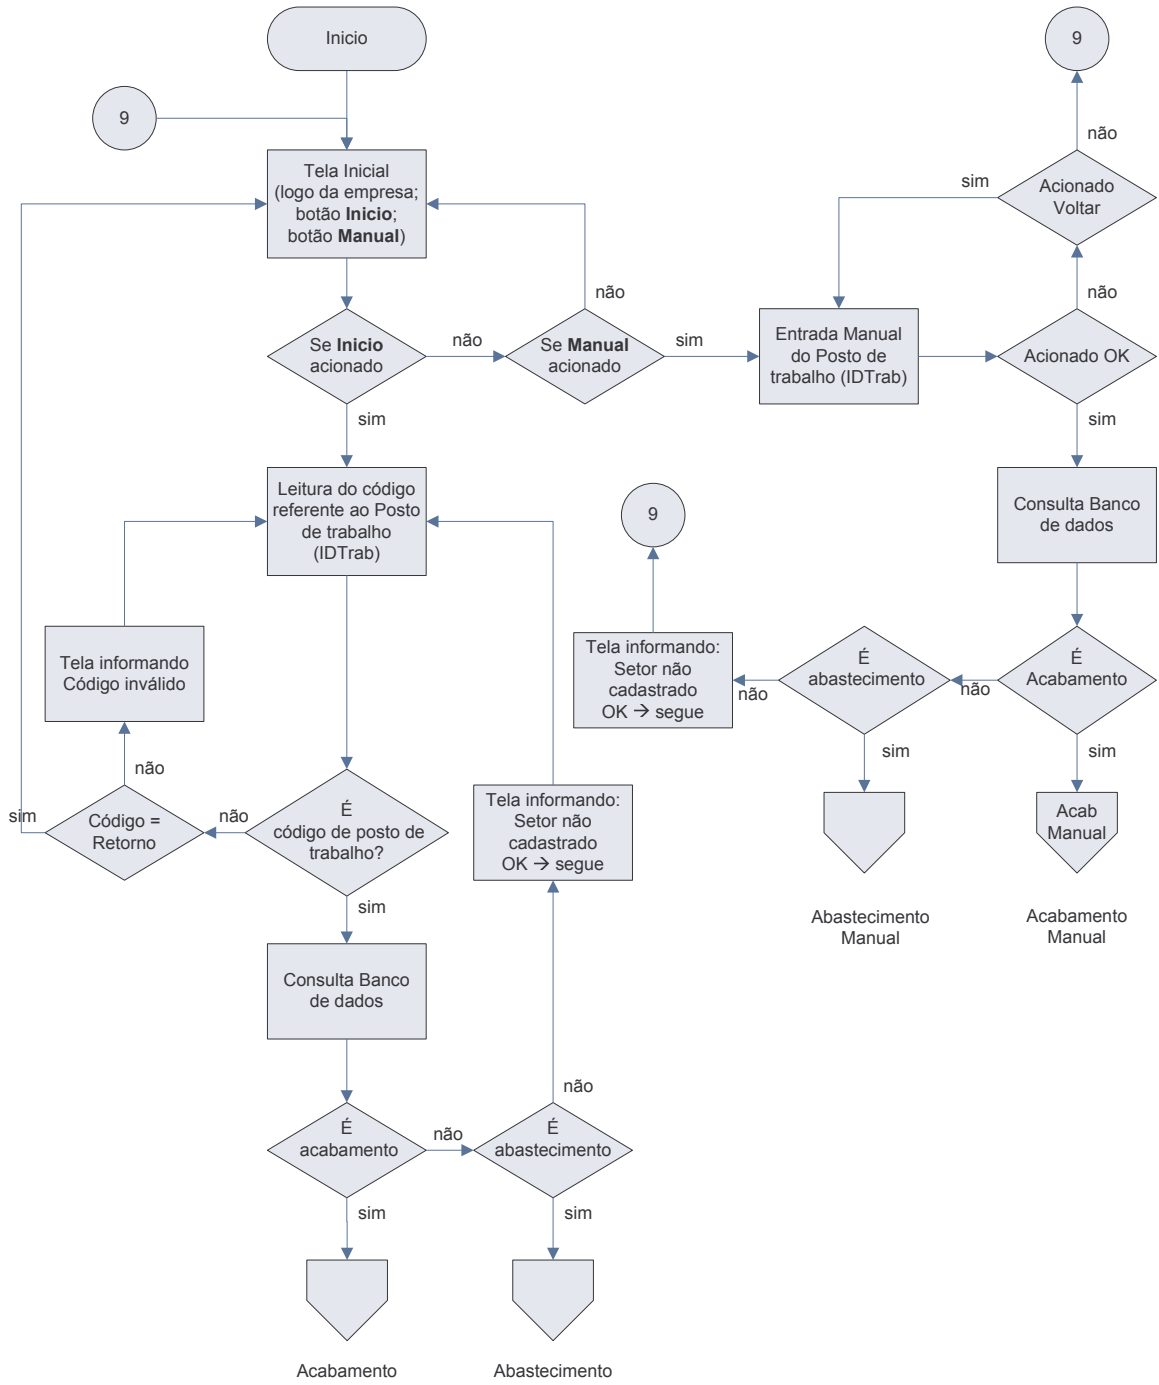 Inicio
9
9
Tela Inicial
(logo da empresa;
botão Inicio;
botão Manual)
não
sim
Acionado
Voltar
não
não
Se Inicio
acionado
não
Se Manual
acionado
sim
Entrada Manual
do Posto de
trabalho (IDTrab)
Acionado OK
sim
sim
Leitura do código
referente ao Posto
de trabalho
(IDTrab)
9
Consulta Banco
de dados
Tela informando
Código inválido
Tela informando:
Setor não
cadastrado
OK → segue
não
É
abastecimento
não
É
Acabamento
sim
sim
não
sim
Código =
Retorno
não
É
código de posto de
trabalho?
Tela informando:
Setor não
cadastrado
OK → segue
Acab
Manual
sim
Abastecimento
Manual
Acabamento
Manual
Consulta Banco
de dados
não
É
acabamento
não
É
abastecimento
sim
sim
Acabamento
Abastecimento